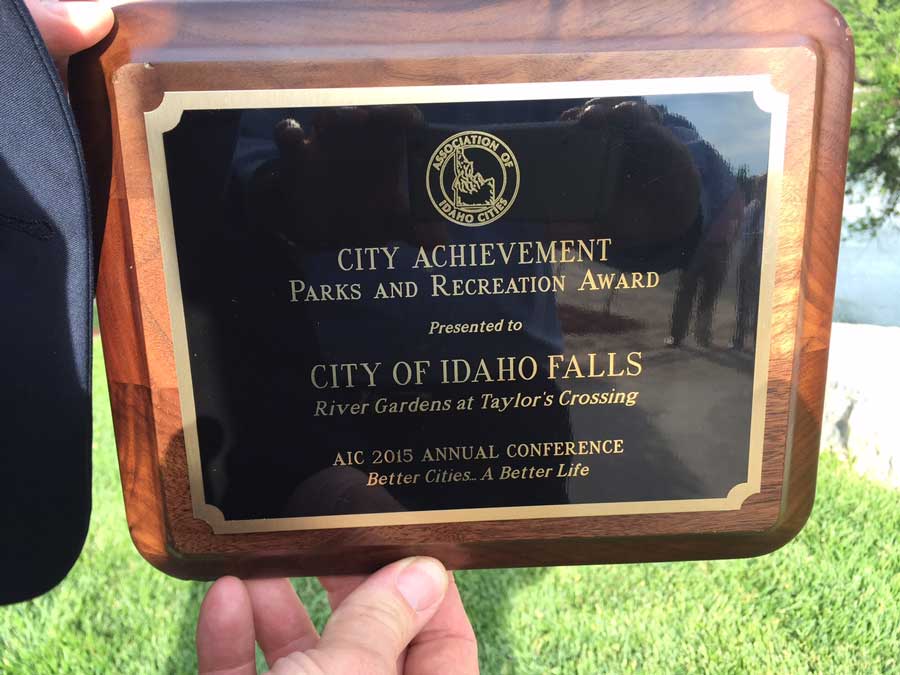 ASSOCIATION OF
IDAHO CITIES
CITY ACHIEVEMENT
PARKS AND RECREATION AWARD
Presented to
CITY OF IDAHO FALLS
River Gardens at Taylor's Crossing
AIC 2015 ANNUAL CONFERENCE
Better Cities... A Better Life